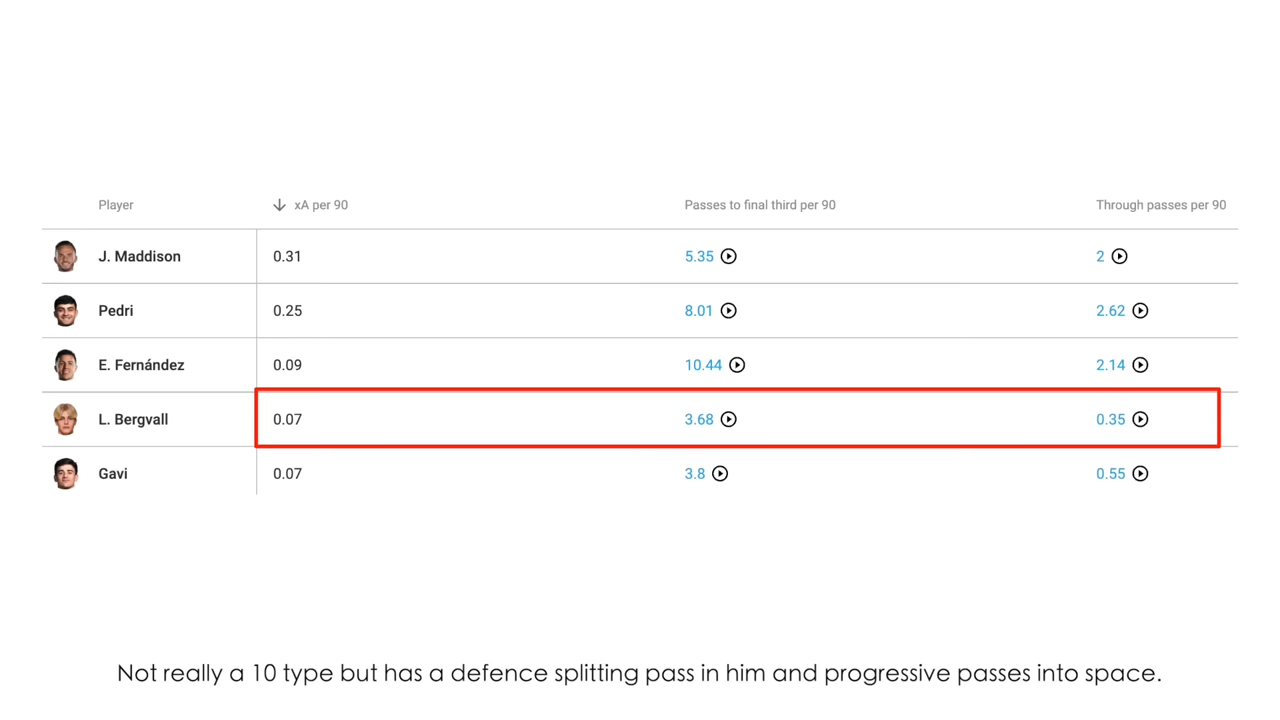 Player xA per 90 Passes to final third per 90 Through passes per 90
J. Maddison 0.31 5.35 2
Pedri 0.25 8.01 2.62
E. Fernández 0.09 10.44 2.14
L. Bergvall 0.07 3.68 0.35
Gavi 0.07 3.8 0.55
Not really a 10 type but has a defence splitting pass in him and progressive passes into space.